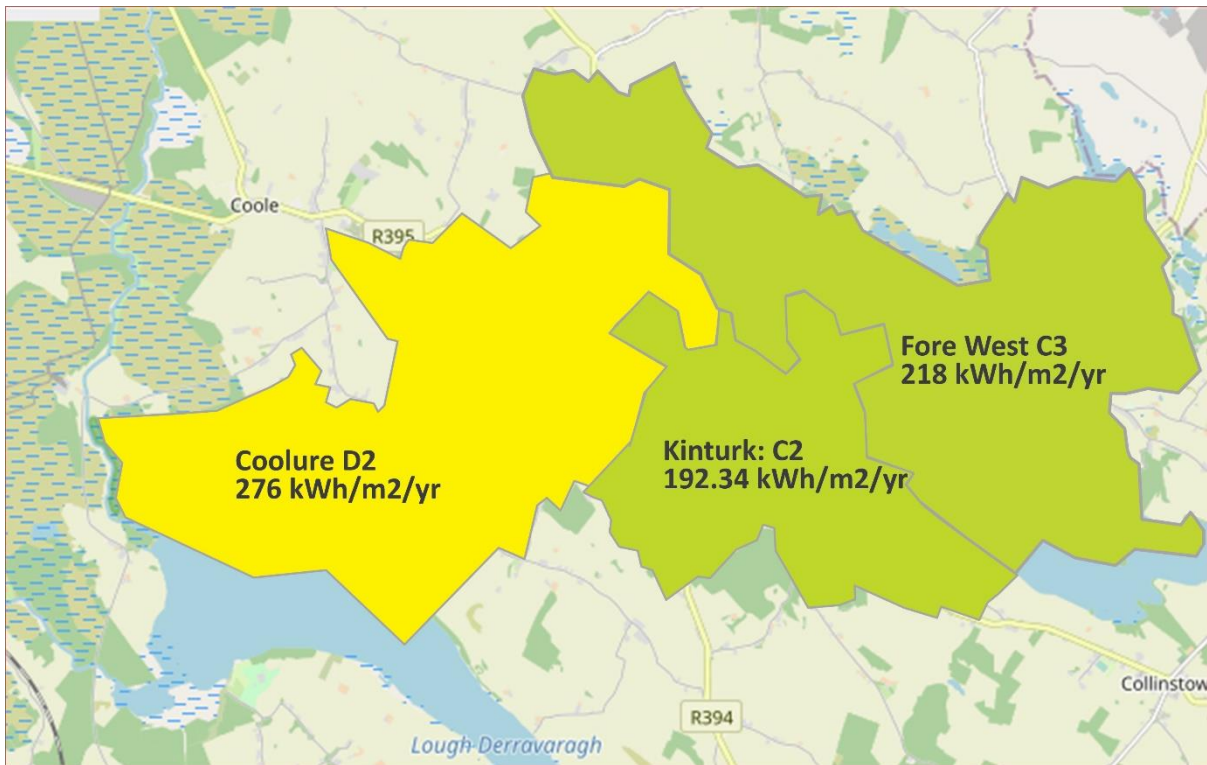 Coole
R395
Fore West C3
218 kWh/m2/yr
Coolure D2
276 kWh/m2/yr
Kinturk: C2
192.34 kWh/m2/yr
Collinstow
R394
Lough Derravaragh